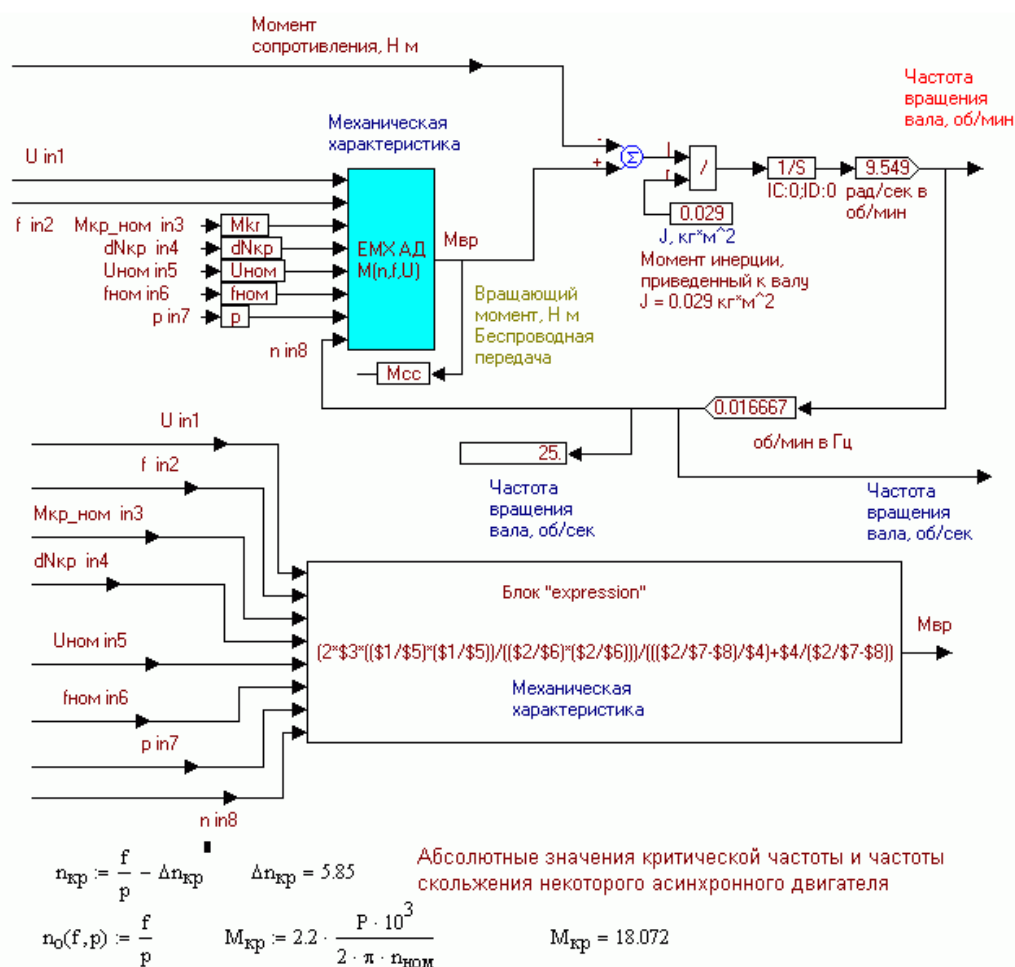 Момент
сопротивления, Н м
Частота
вращения
вала, об/мин
Механическая
характеристика
U in1
f in2
Мкр_ном in3
Mkr
dNкр in4
dNкр
Uном in5
Uном
fном in6
fном
p in7
p
n in8
ЕМХ АД
M(n,f,U)
Мвр
-
+
Σ
l
r
/
1/S
IC:0;ID:0
9.549
рад/сек в
об/мин
0.029
J, кг*м^2
Момент инерции,
приведенный к валу
J = 0.029 кг*м^2
Вращающий
момент, Н м
Беспроводная
передача
Мсс
0.016667
об/мин в Гц
25.
Частота
вращения
вала, об/сек
Частота
вращения
вала, об/сек
U in1
f in2
Мкр_ном in3
dNкр in4
Uном in5
fном in6
p in7
n in8
Блок "expression"
(2*$3*(($1/$5)*($1/$5))/(($2/$6)*($2/$6)))/((($2/$7-$8)/$4)+$4/($2/$7-$8))
Механическая
характеристика
Мвр
nкр := f/p − Δnкр Δnкр = 5.85
Абсолютные значения критической частоты и частоты
скольжения некоторого асинхронного двигателя
no(f,p) := f/p Mкр := 2.2 · P · 10^3 / 2 · π · nном Mкр = 18.072